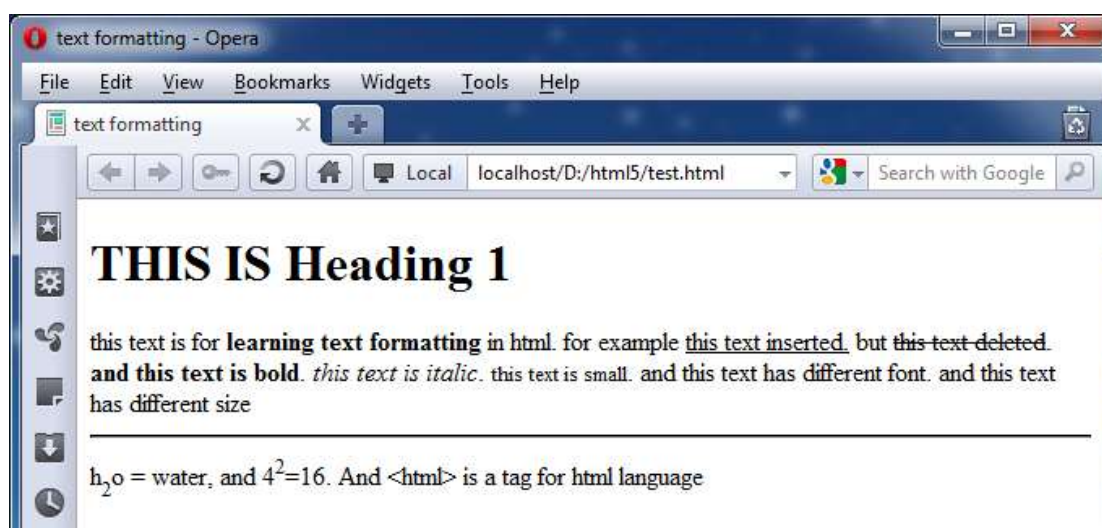 text formatting - Opera
File Edit View Bookmarks Widgets Tools Help
text formatting
Local localhost/D:/html5/test.html Search with Google
THIS IS Heading 1
this text is for learning text formatting in html. for example this text inserted. but this text deleted.
and this text is bold. this text is italic. this text is small. and this text has different font. and this text
has different size
h₂o = water, and 4²=16. And <html> is a tag for html language